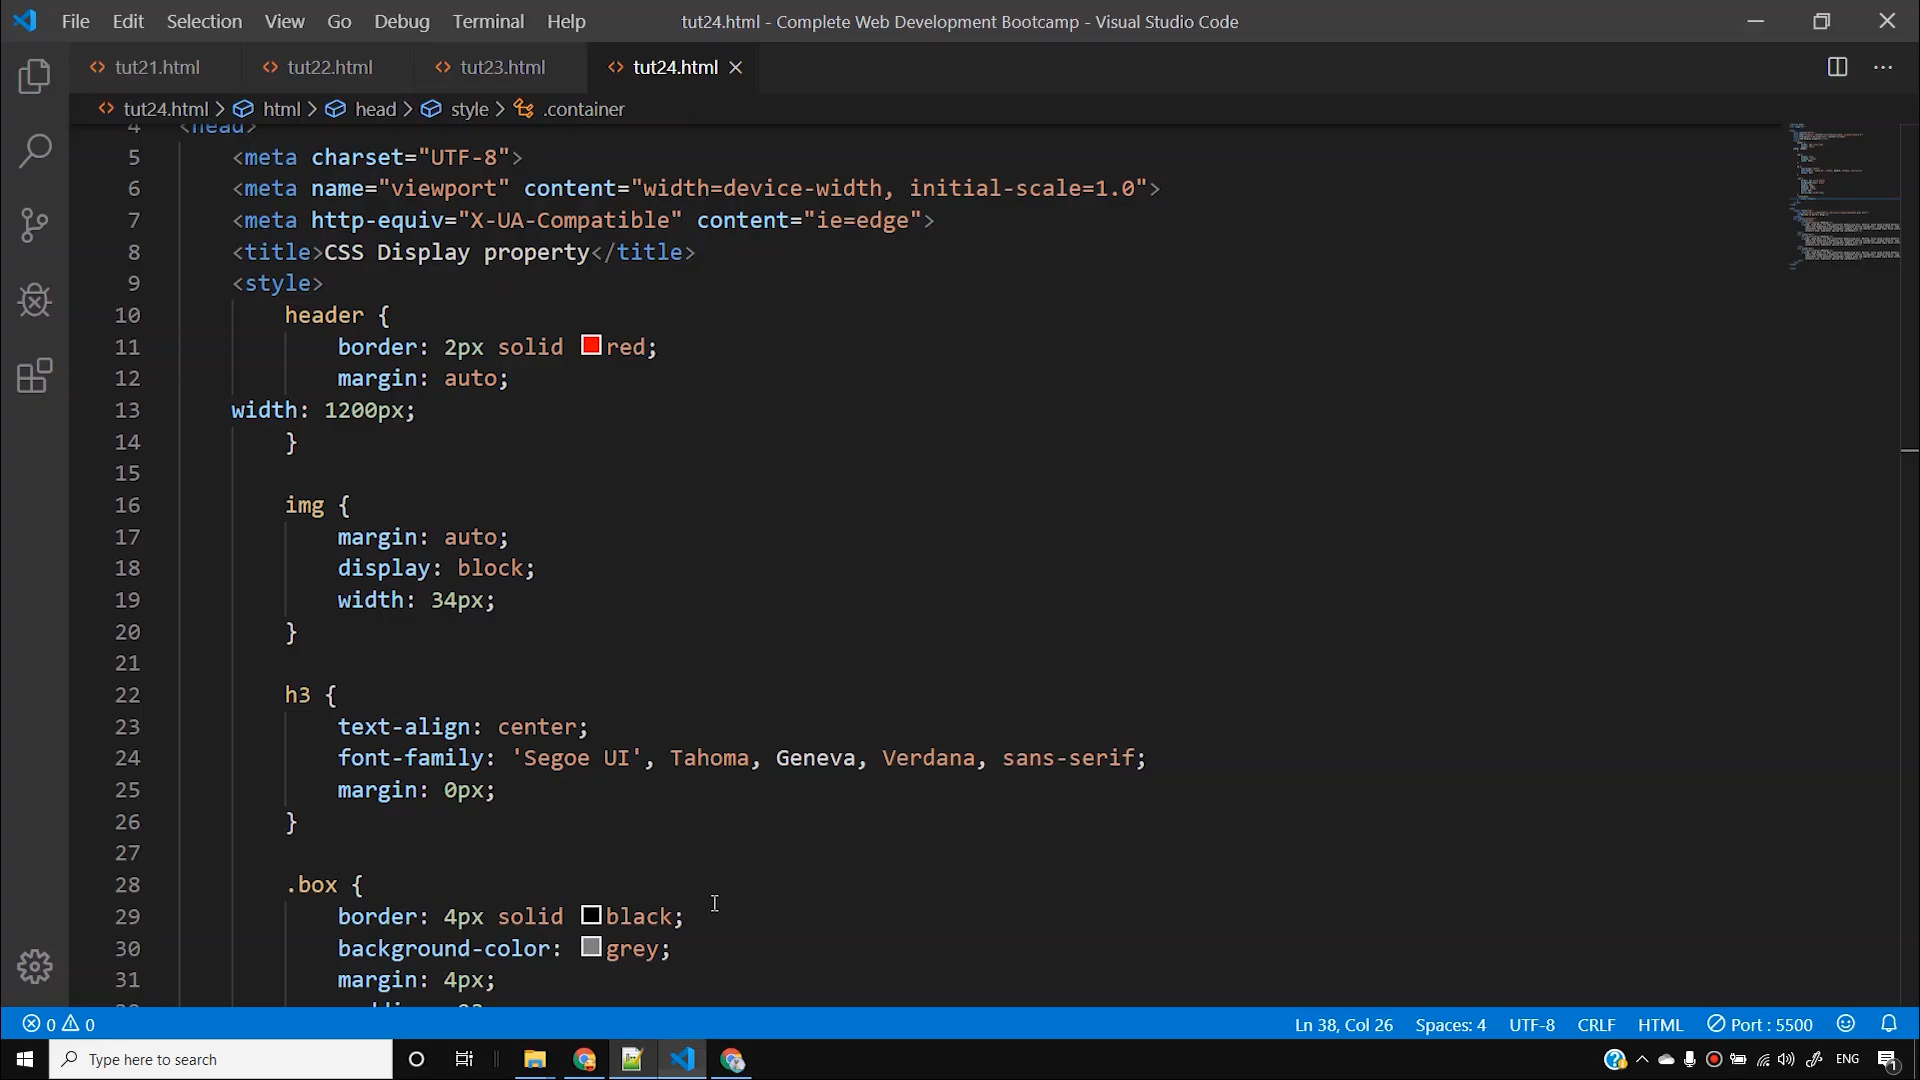 File Edit Selection View Go Debug Terminal Help tut24.html - Complete Web Development Bootcamp - Visual Studio Code
tut21.html tut22.html tut23.html tut24.html
tut24.html > html > head > style > .container
4 <head>
5 <meta charset="UTF-8">
6 <meta name="viewport" content="width=device-width, initial-scale=1.0">
7 <meta http-equiv="X-UA-Compatible" content="ie=edge">
8 <title>CSS Display property</title>
9 <style>
10 header {
11 border: 2px solid red;
12 margin: auto;
13 width: 1200px;
14 }
15
16 img {
17 margin: auto;
18 display: block;
19 width: 34px;
20 }
21
22 h3 {
23 text-align: center;
24 font-family: 'Segoe UI', Tahoma, Geneva, Verdana, sans-serif;
25 margin: 0px;
26 }
27
28 .box {
29 border: 4px solid black;
30 background-color: grey;
31 margin: 4px;
0 0 Ln 38, Col 26 Spaces: 4 UTF-8 CRLF HTML Port : 5500
Type here to search ENG 1